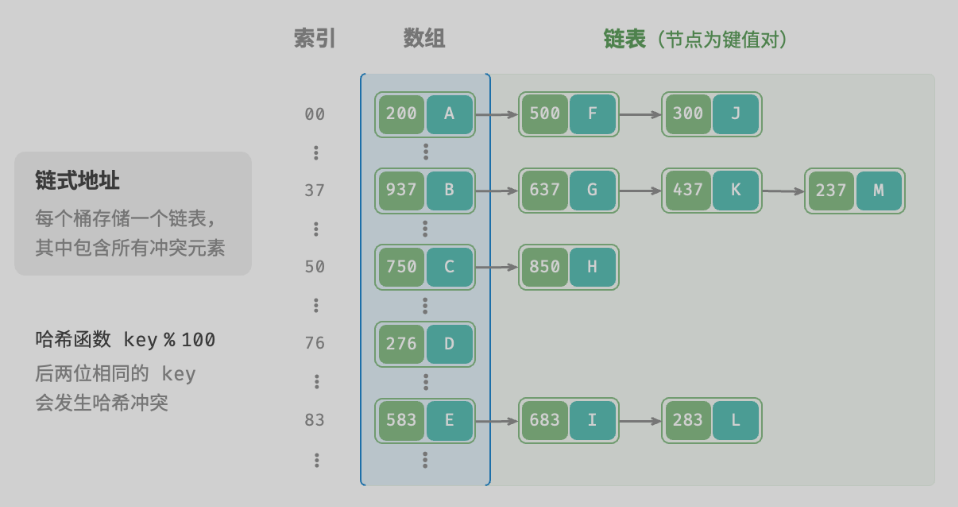 索引 数组 链表（节点为键值对）
00 200 A 500 F 300 J
37 937 B 637 G 437 K 237 M
50 750 C 850 H
76 276 D
83 583 E 683 I 283 L
链式地址
每个桶存储一个链表，
其中包含所有冲突元素
哈希函数 key % 100
后两位相同的 key
会发生哈希冲突